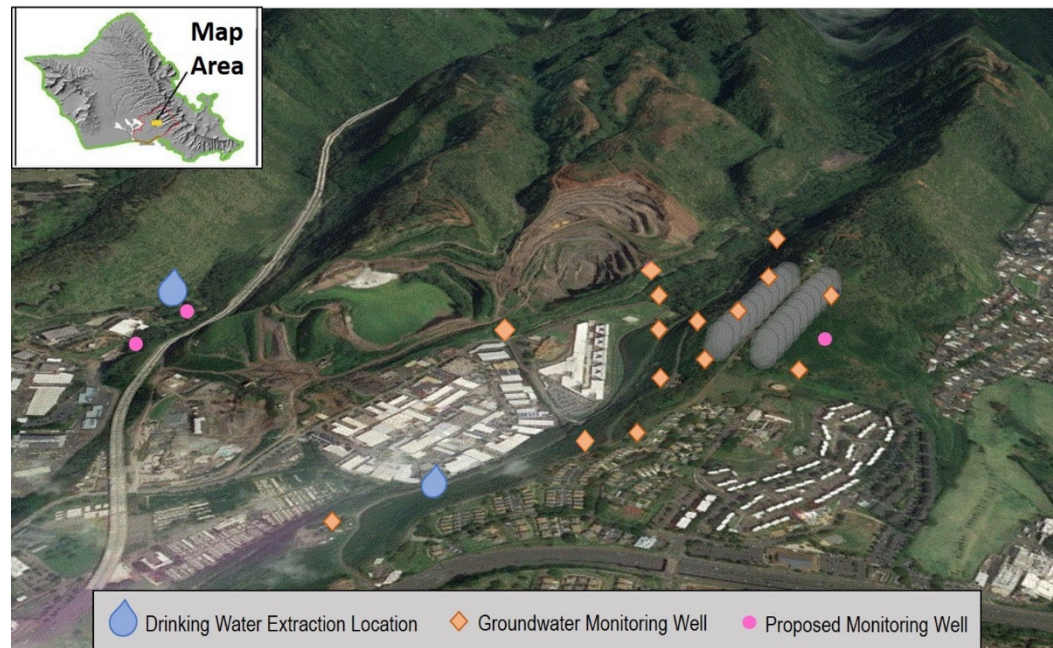 Map
Area
Drinking Water Extraction Location
Groundwater Monitoring Well
Proposed Monitoring Well